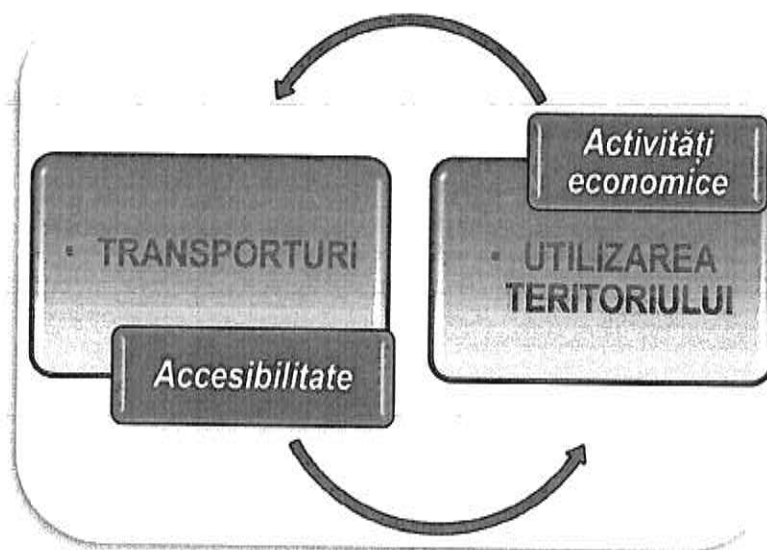 Activități
economice
• TRANSPORTURI
• UTILIZAREA
TERITORIULUI
Accesibilitate